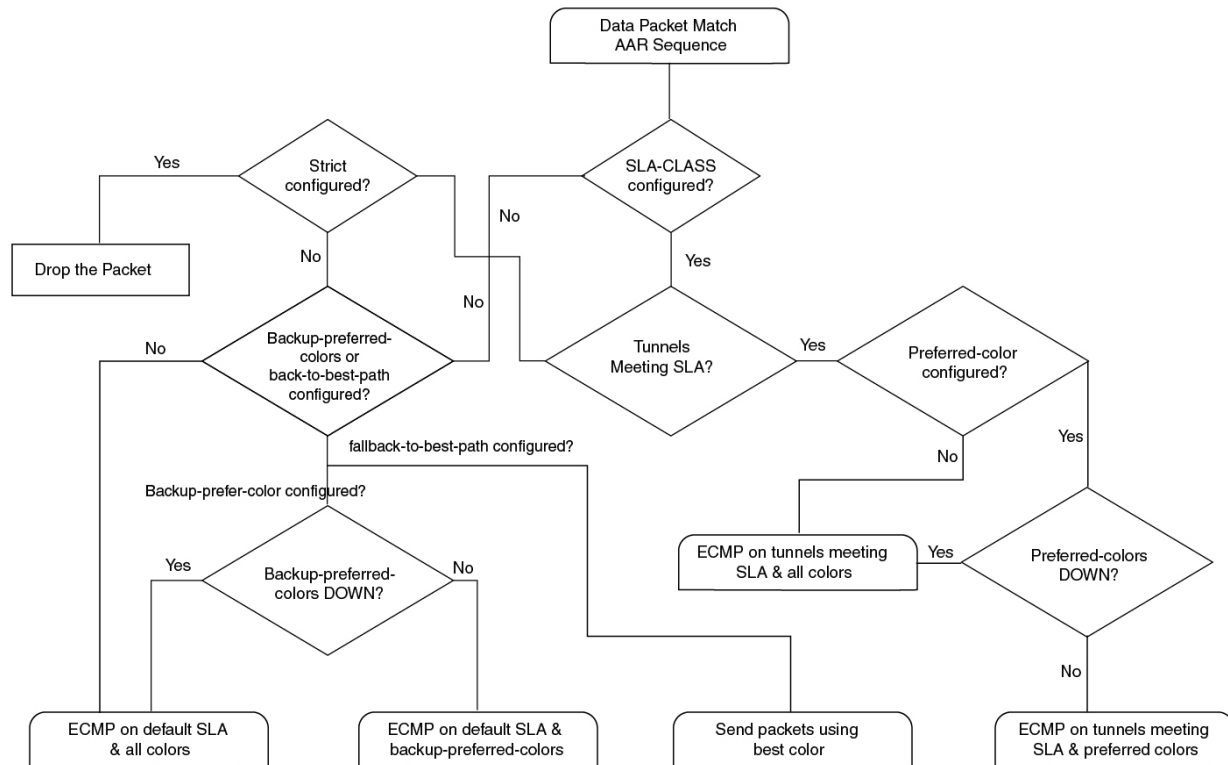 Data Packet Match
AAR Sequence
Yes
Strict
configured?
SLA-CLASS
configured?
No
Drop the Packet
No
Yes
No
Backup-preferred-
colors or
back-to-best-path
configured?
No
Tunnels
Meeting SLA?
Yes
Preferred-color
configured?
fallback-to-best-path configured?
Yes
No
Backup-prefer-color configured?
Yes
Backup-preferred-
colors DOWN?
No
ECMP on tunnels meeting
SLA & all colors
Yes
Preferred-colors
DOWN?
No
ECMP on default SLA
& all colors
ECMP on default SLA &
backup-preferred-colors
Send packets using
best color
ECMP on tunnels meeting
SLA & preferred colors